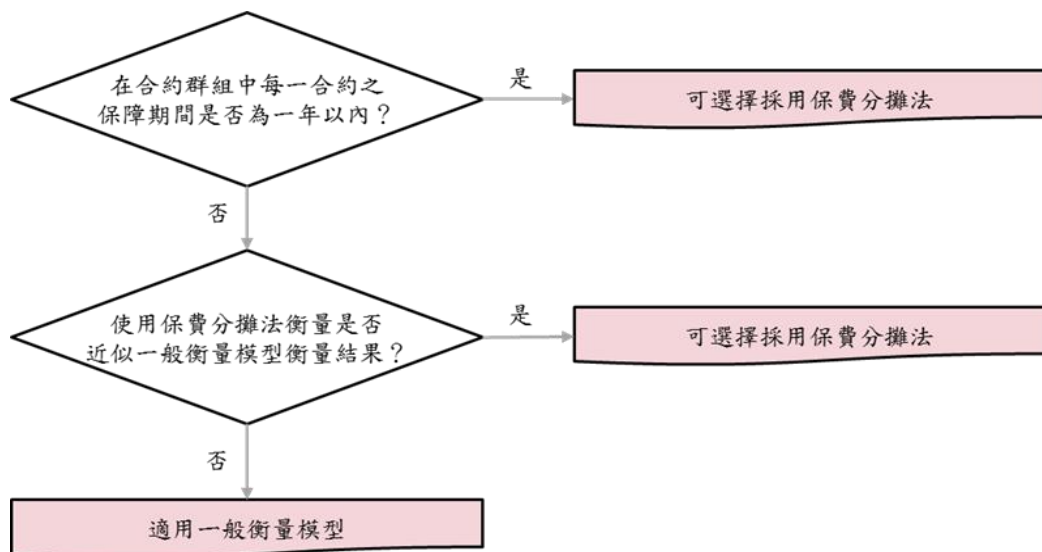 在合約群組中每一合約之
保障期間是否為一年以內？
是
可選擇採用保費分攤法
否
使用保費分攤法衡量是否
近似一般衡量模型衡量結果？
是
可選擇採用保費分攤法
否
適用一般衡量模型